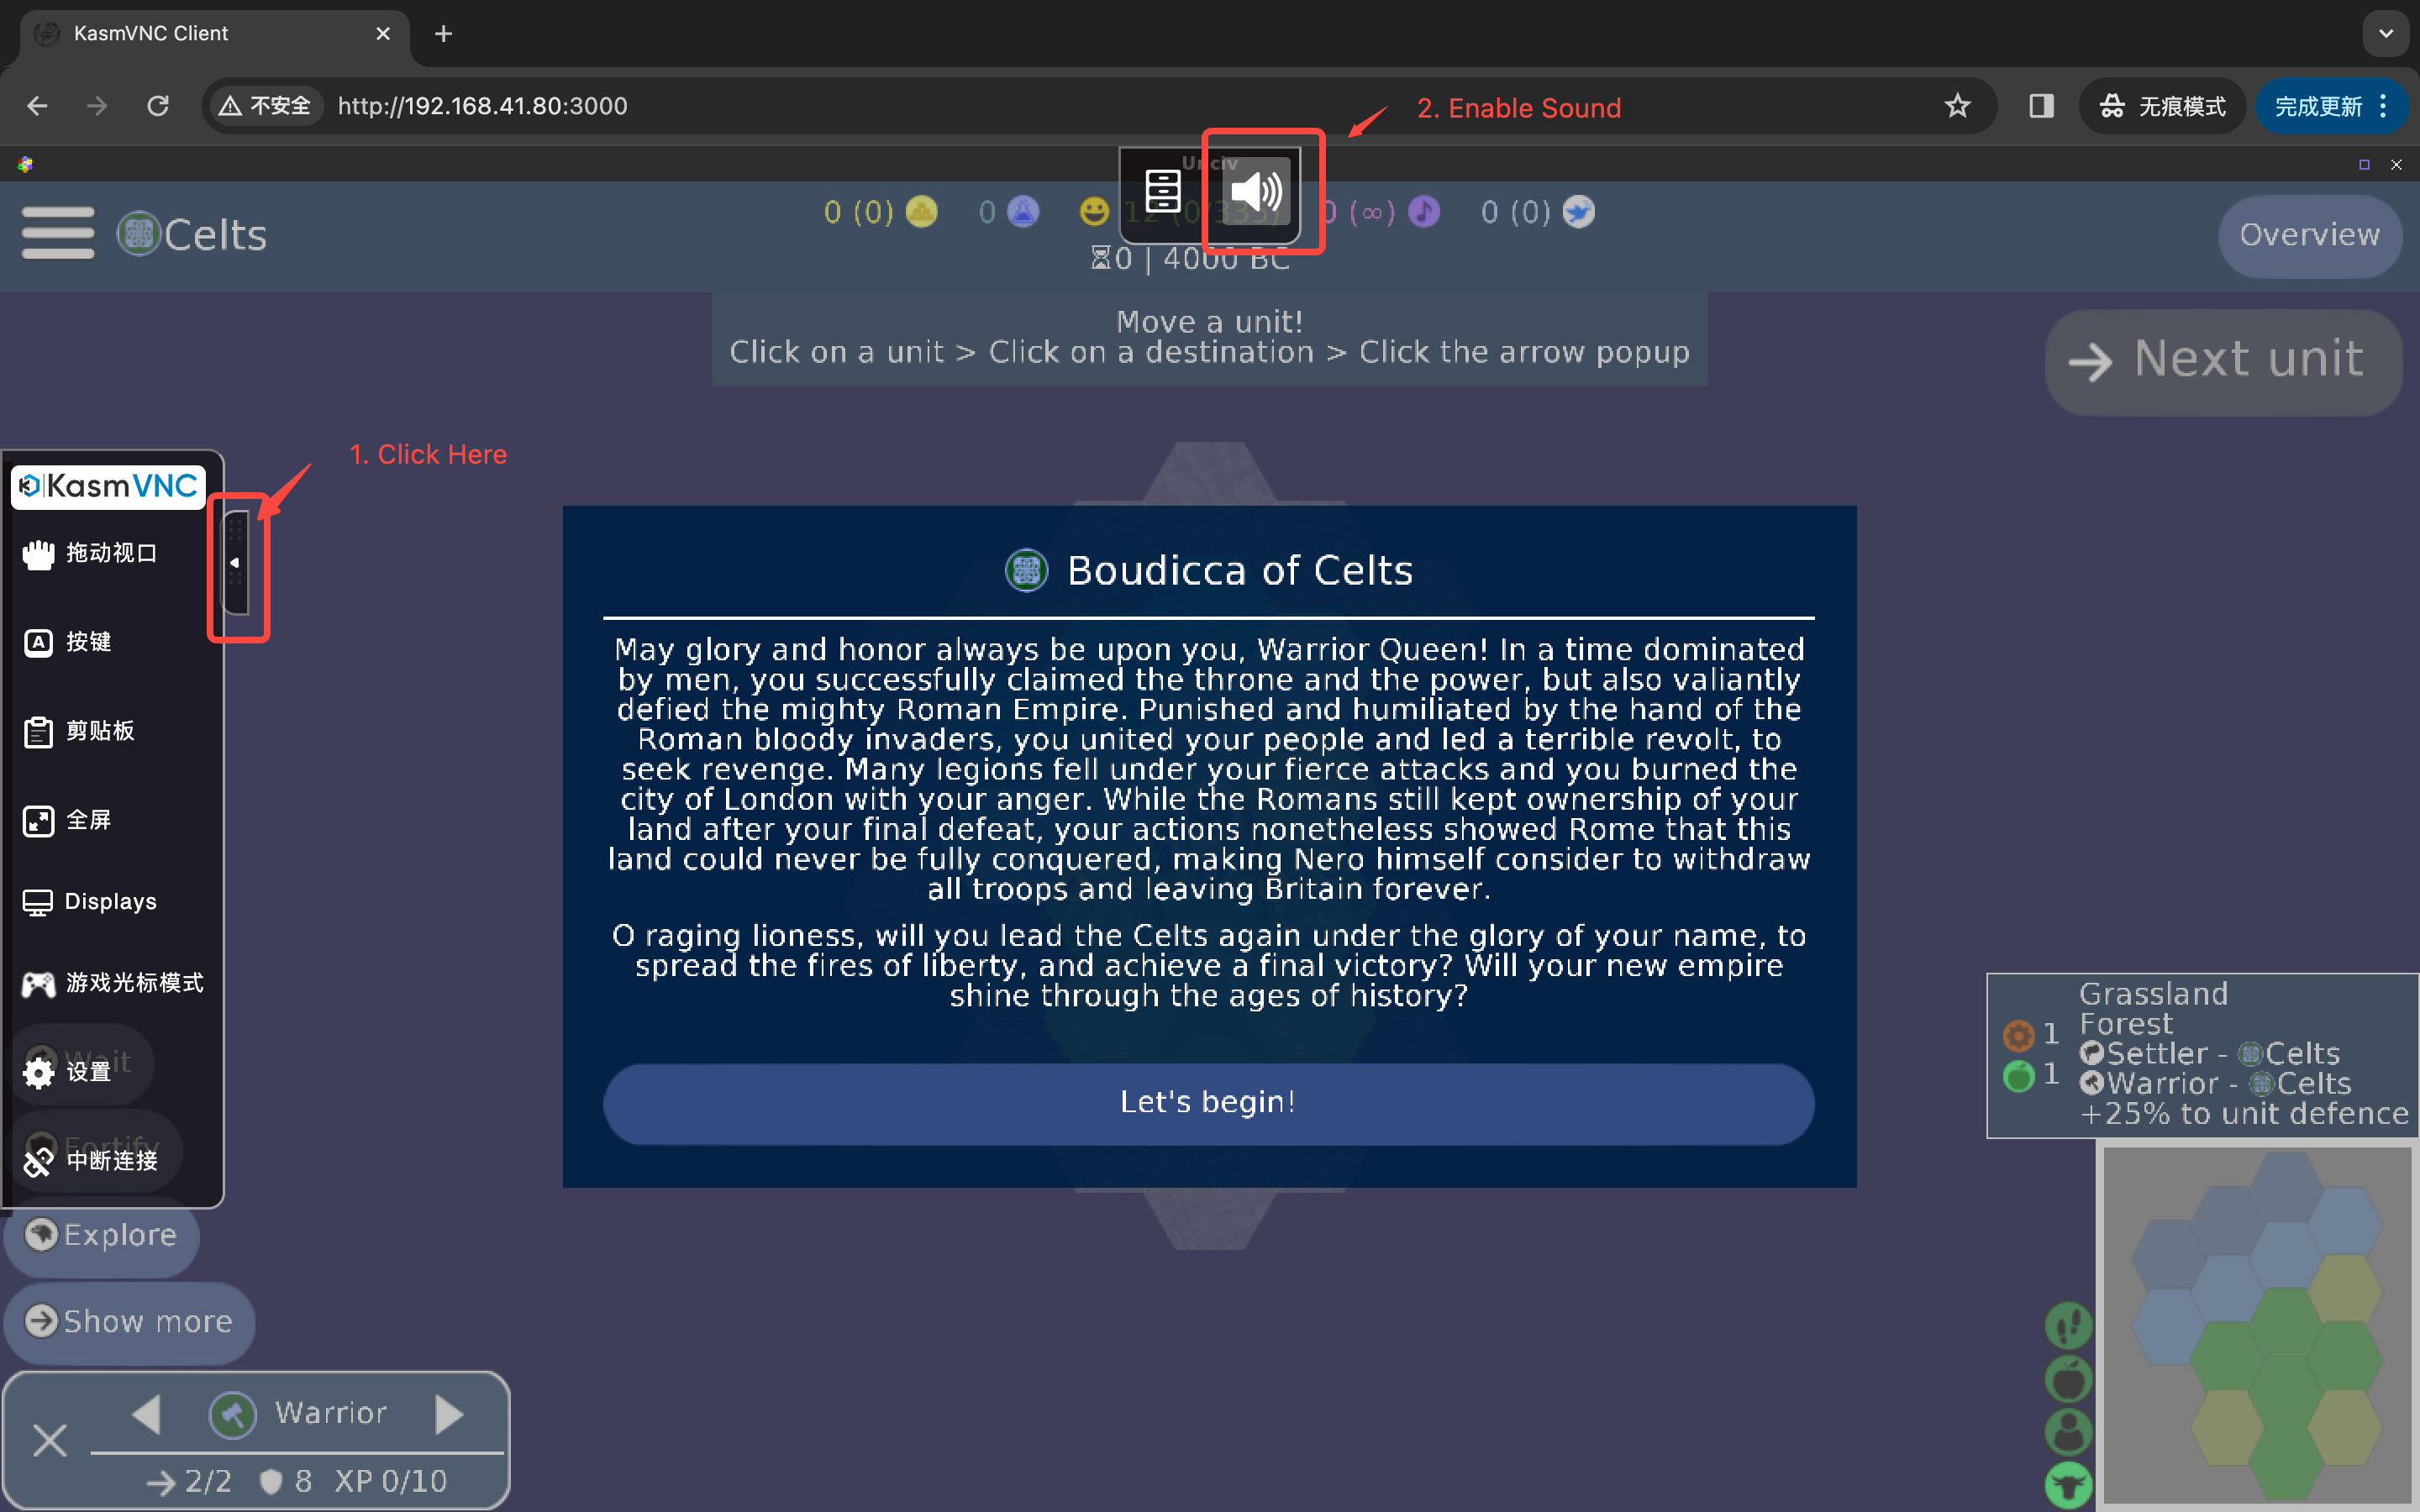 KasmVNC Client
不安全
http://192.168.41.80:3000
2. Enable Sound
无痕模式
完成更新
Unciv
Celts
0 (0)
0
12 (0/335)
0 (∞)
0 (0)
0 | 4000 BC
Overview
Move a unit!
Click on a unit > Click on a destination > Click the arrow popup
Next unit
1. Click Here
KasmVNC
拖动视口
按键
剪贴板
全屏
Displays
游戏光标模式
Wait
设置
Fortify
中断连接
Explore
Show more
Warrior
2/2
8
XP 0/10
Boudicca of Celts
May glory and honor always be upon you, Warrior Queen! In a time dominated
by men, you successfully claimed the throne and the power, but also valiantly
defied the mighty Roman Empire. Punished and humiliated by the hand of the
Roman bloody invaders, you united your people and led a terrible revolt, to
seek revenge. Many legions fell under your fierce attacks and you burned the
city of London with your anger. While the Romans still kept ownership of your
land after your final defeat, your actions nonetheless showed Rome that this
land could never be fully conquered, making Nero himself consider to withdraw
all troops and leaving Britain forever.
O raging lioness, will you lead the Celts again under the glory of your name, to
spread the fires of liberty, and achieve a final victory? Will your new empire
shine through the ages of history?
Let's begin!
1
1
Grassland
Forest
Settler - Celts
Warrior - Celts
+25% to unit defence